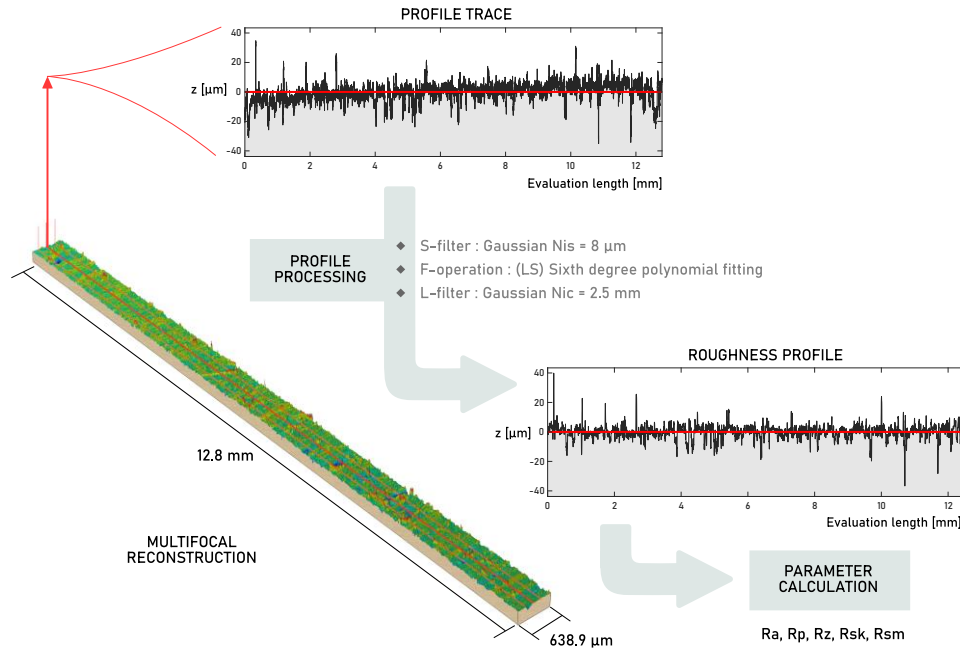 PROFILE TRACE
40
20
z [µm]
0
−20
−40
0 2 4 6 8 10 12
Evaluation length [mm]
PROFILE
PROCESSING
◆ S-filter : Gaussian Nis = 8 µm
◆ F-operation : (LS) Sixth degree polynomial fitting
◆ L-filter : Gaussian Nic = 2.5 mm
ROUGHNESS PROFILE
40
20
z [µm]
0
−20
−40
0 2 4 6 8 10 12
Evaluation length [mm]
12.8 mm
MULTIFOCAL
RECONSTRUCTION
638.9 µm
PARAMETER
CALCULATION
Ra, Rp, Rz, Rsk, Rsm